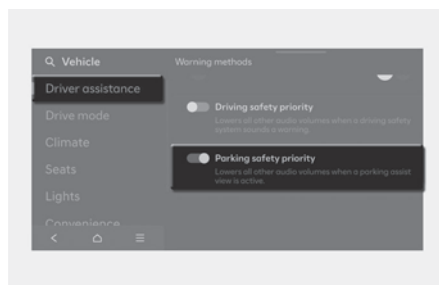 Vehicle
Warning methods
Driver assistance
Drive mode
Driving safety priority
Lowers all other audio volumes when a driving safety
system sounds a warning.
Climate
Seats
Parking safety priority
Lowers all other audio volumes when a parking assist
view is active.
Lights
Convenience